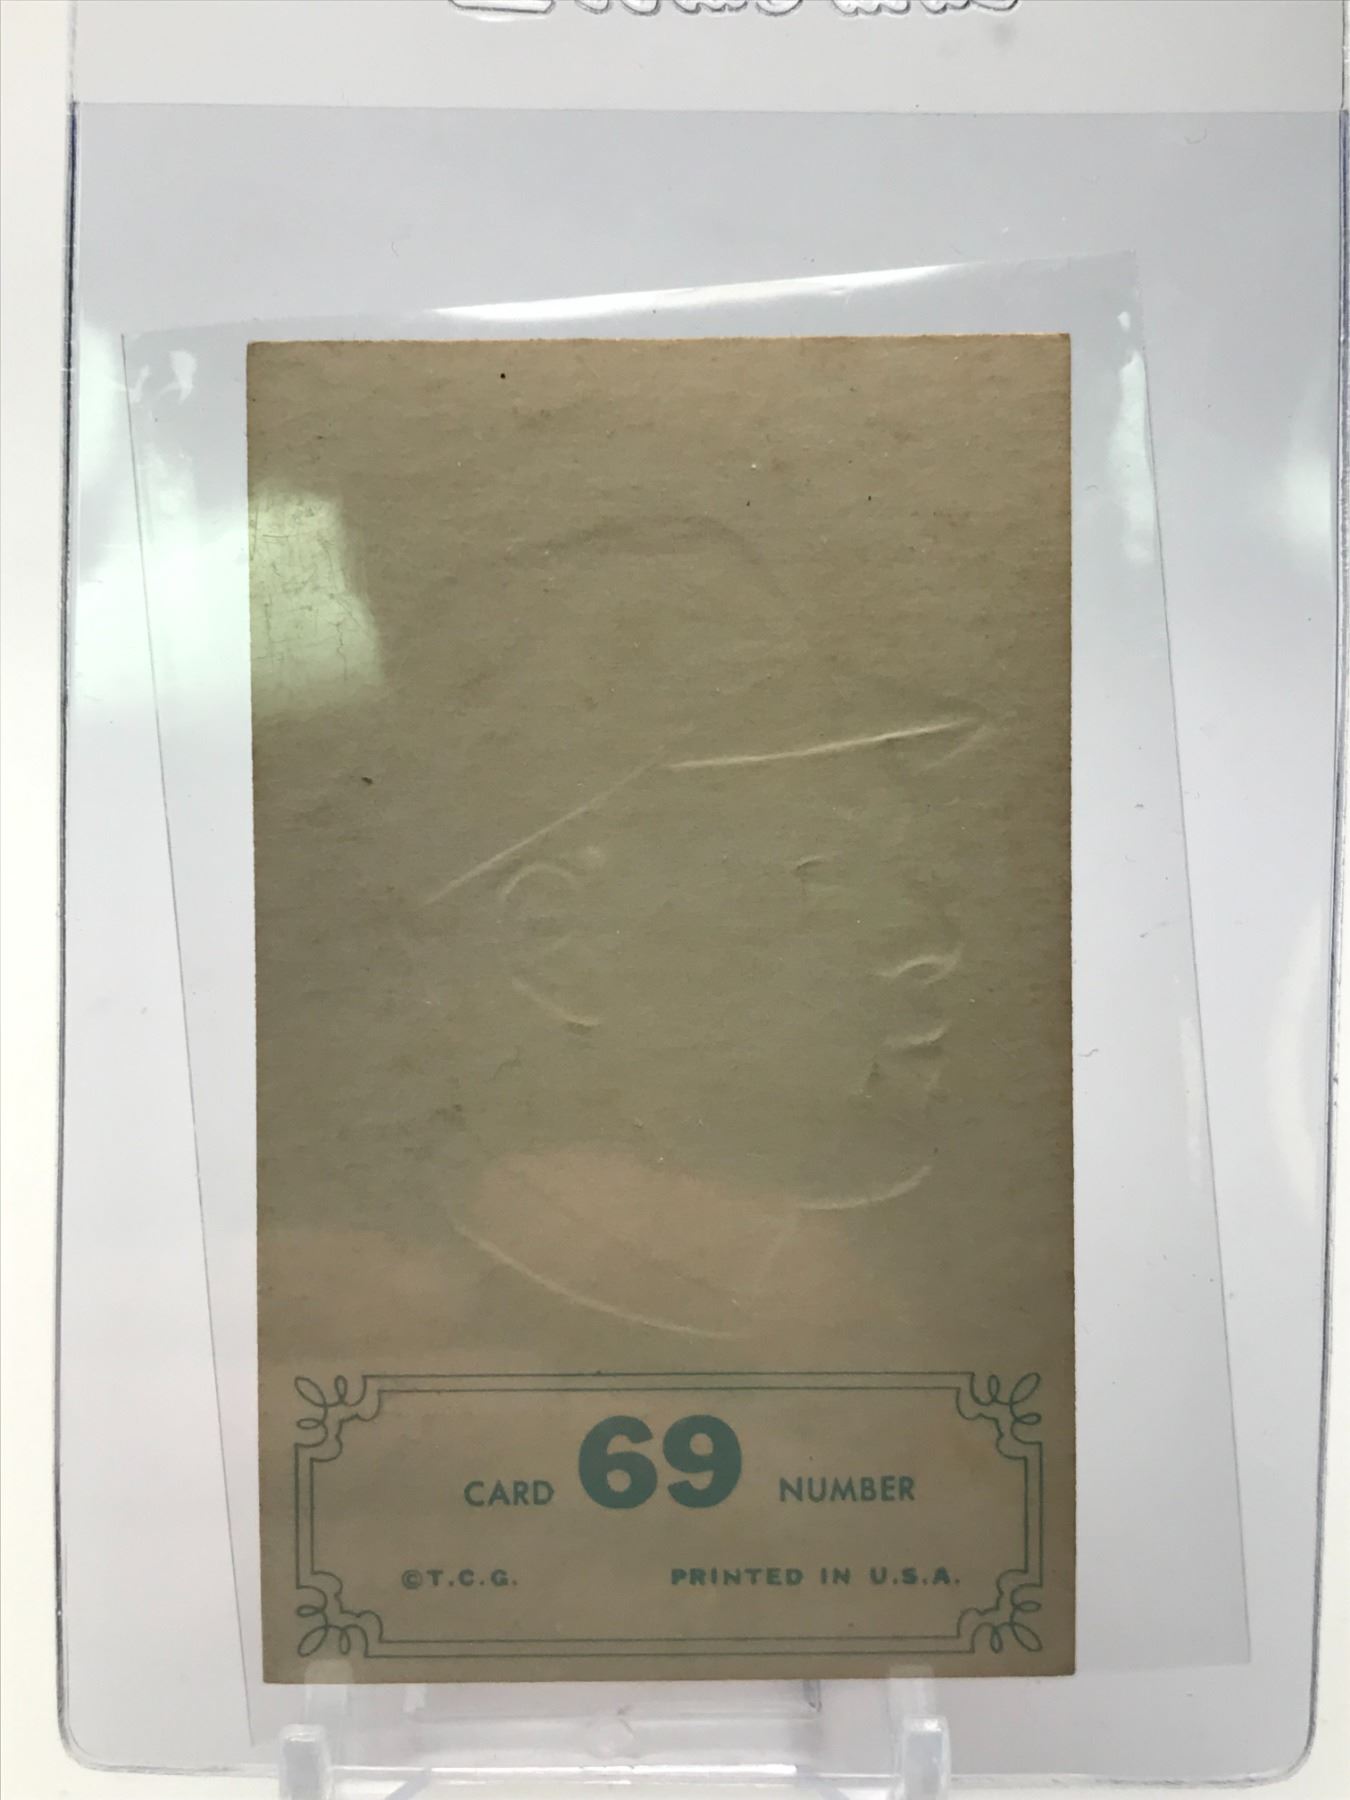 CARD 69 NUMBER
©T.C.G. PRINTED IN U.S.A.